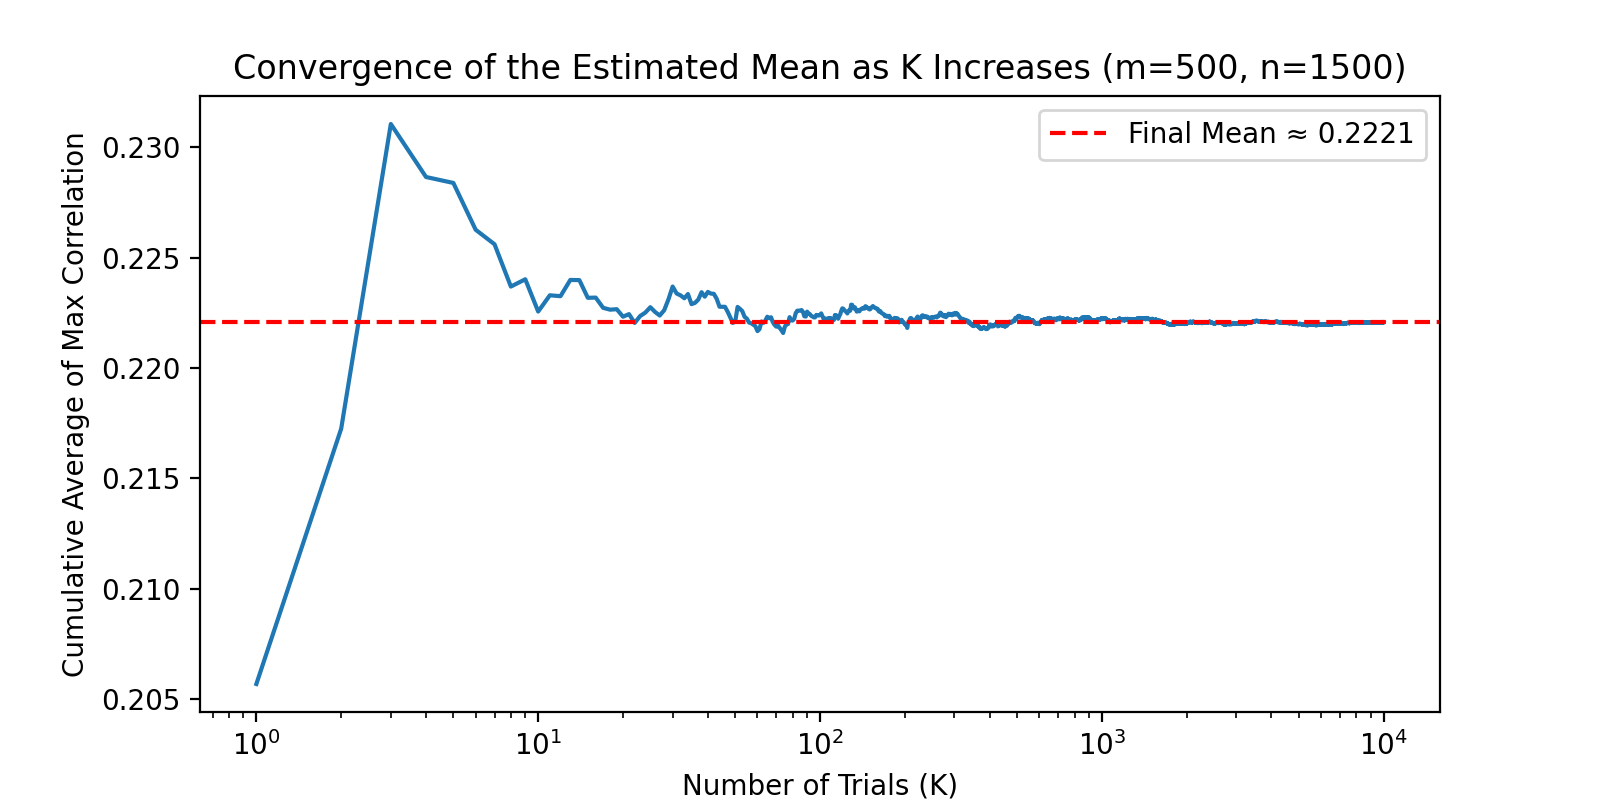 Convergence of the Estimated Mean as K Increases (m=500, n=1500)
Final Mean ≈ 0.2221
Cumulative Average of Max Correlation
0.230
0.225
0.220
0.215
0.210
0.205
10⁰ 10¹ 10² 10³ 10⁴
Number of Trials (K)